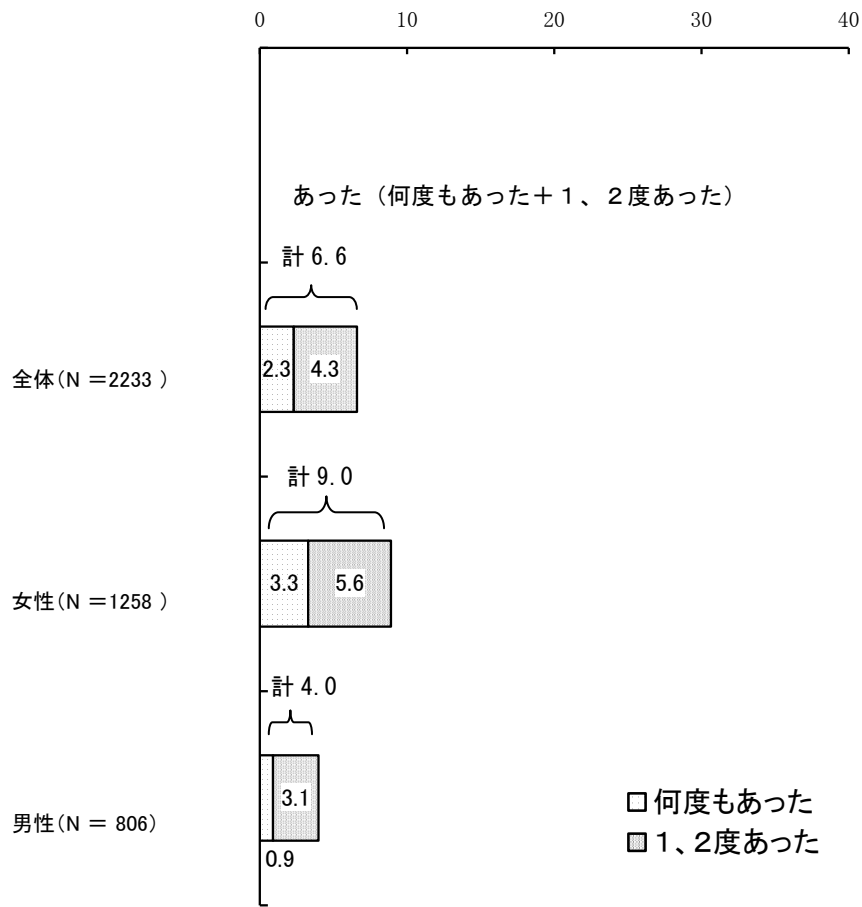 0 10 20 30 40
あった（何度もあった＋１、２度あった）
計 6.6
全体(N ＝2233 )
2.3 4.3
計 9.0
女性(N ＝1258 )
3.3 5.6
計 4.0
男性(N ＝ 806)
3.1
0.9
何度もあった
１、２度あった